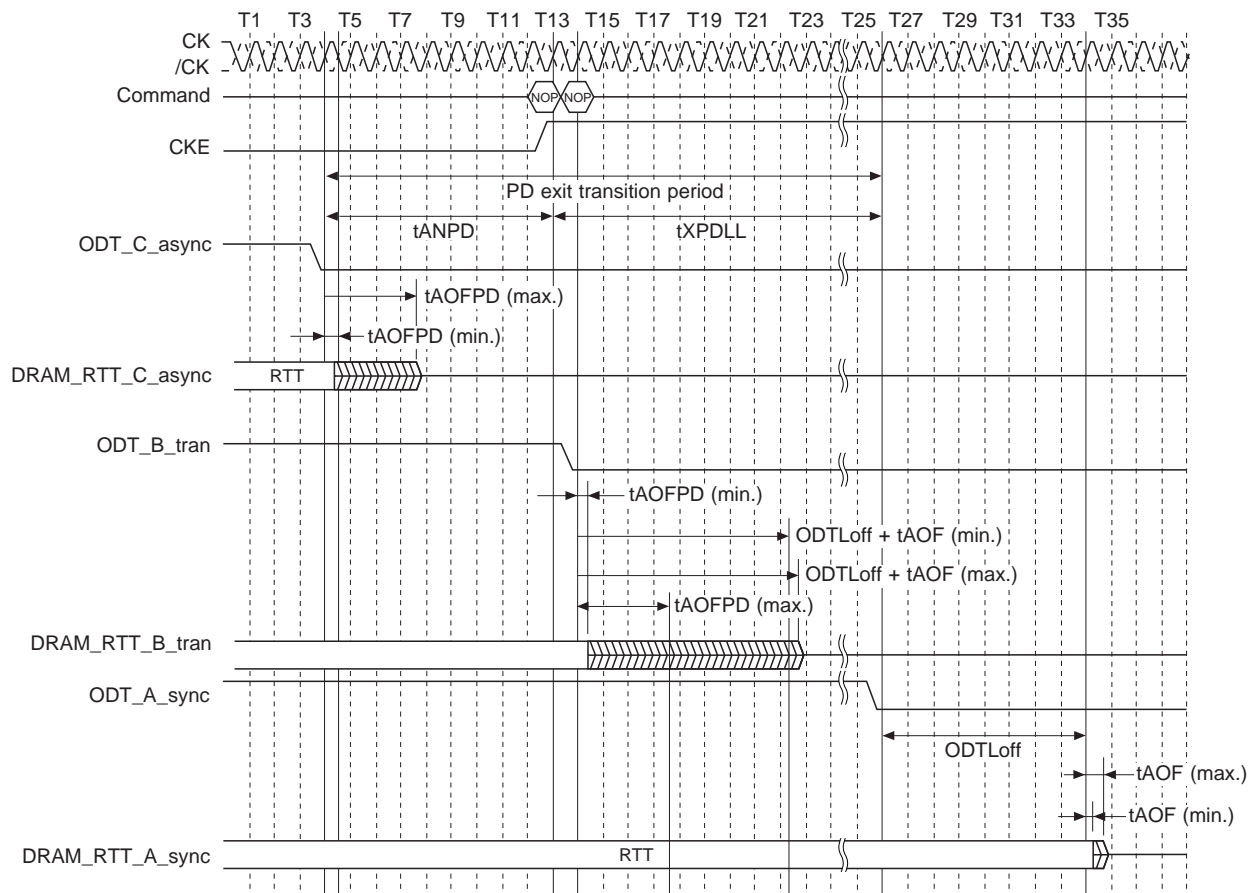 T1 T3 T5 T7 T9 T11 T13 T15 T17 T19 T21 T23 T25 T27 T29 T31 T33 T35
CK
/CK
Command
NOP NOP
CKE
PD exit transition period
tANPD tXPDLL
ODT_C_async
tAOFPD (max.)
tAOFPD (min.)
DRAM_RTT_C_async RTT
ODT_B_tran
tAOFPD (min.)
ODTLoff + tAOF (min.)
ODTLoff + tAOF (max.)
tAOFPD (max.)
DRAM_RTT_B_tran
ODT_A_sync
ODTLoff
tAOF (max.)
tAOF (min.)
DRAM_RTT_A_sync RTT